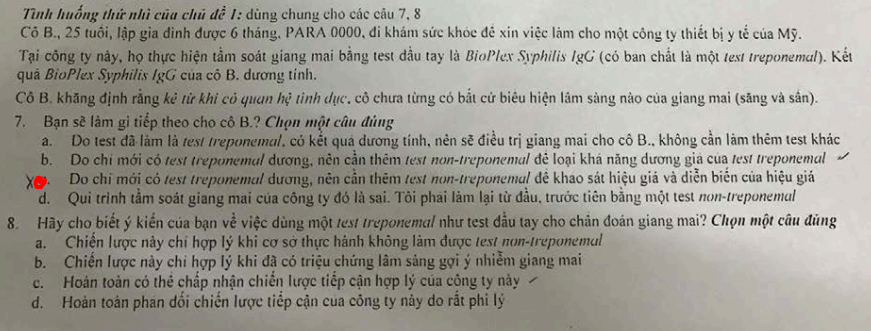 Tình huống thứ nhì của chủ đề 1: dùng chung cho các câu 7, 8
Cô B., 25 tuổi, lập gia đình được 6 tháng, PARA 0000, đi khám sức khỏe để xin việc làm cho một công ty thiết bị y tế của Mỹ.
Tại công ty này, họ thực hiện tầm soát giang mai bằng test đầu tay là BioPlex Syphilis IgG (có bản chất là một test treponemal). Kết
quả BioPlex Syphilis IgG của cô B. dương tính.
Cô B. khẳng định rằng kể từ khi có quan hệ tình dục, cô chưa từng có bất cứ biểu hiện lâm sàng nào của giang mai (săng và sẩn).
7. Bạn sẽ làm gì tiếp theo cho cô B.? Chọn một câu đúng
a. Do test đã làm là test treponemal, có kết quả dương tính, nên sẽ điều trị giang mai cho cô B., không cần làm thêm test khác
b. Do chỉ mới có test treponemal dương, nên cần thêm test non-treponemal để loại khả năng dương giả của test treponemal
Do chỉ mới có test treponemal dương, nên cần thêm test non-treponemal để khảo sát hiệu giá và diễn biến của hiệu giá
d. Qui trình tầm soát giang mai của công ty đó là sai. Tôi phải làm lại từ đầu, trước tiên bằng một test non-treponemal
8. Hãy cho biết ý kiến của bạn về việc dùng một test treponemal như test đầu tay cho chẩn đoán giang mai? Chọn một câu đúng
a. Chiến lược này chỉ hợp lý khi cơ sở thực hành không làm được test non-treponemal
b. Chiến lược này chỉ hợp lý khi đã có triệu chứng lâm sàng gợi ý nhiễm giang mai
c. Hoàn toàn có thể chấp nhận chiến lược tiếp cận hợp lý của công ty này
d. Hoàn toàn phản đối chiến lược tiếp cận của công ty này do rất phi lý